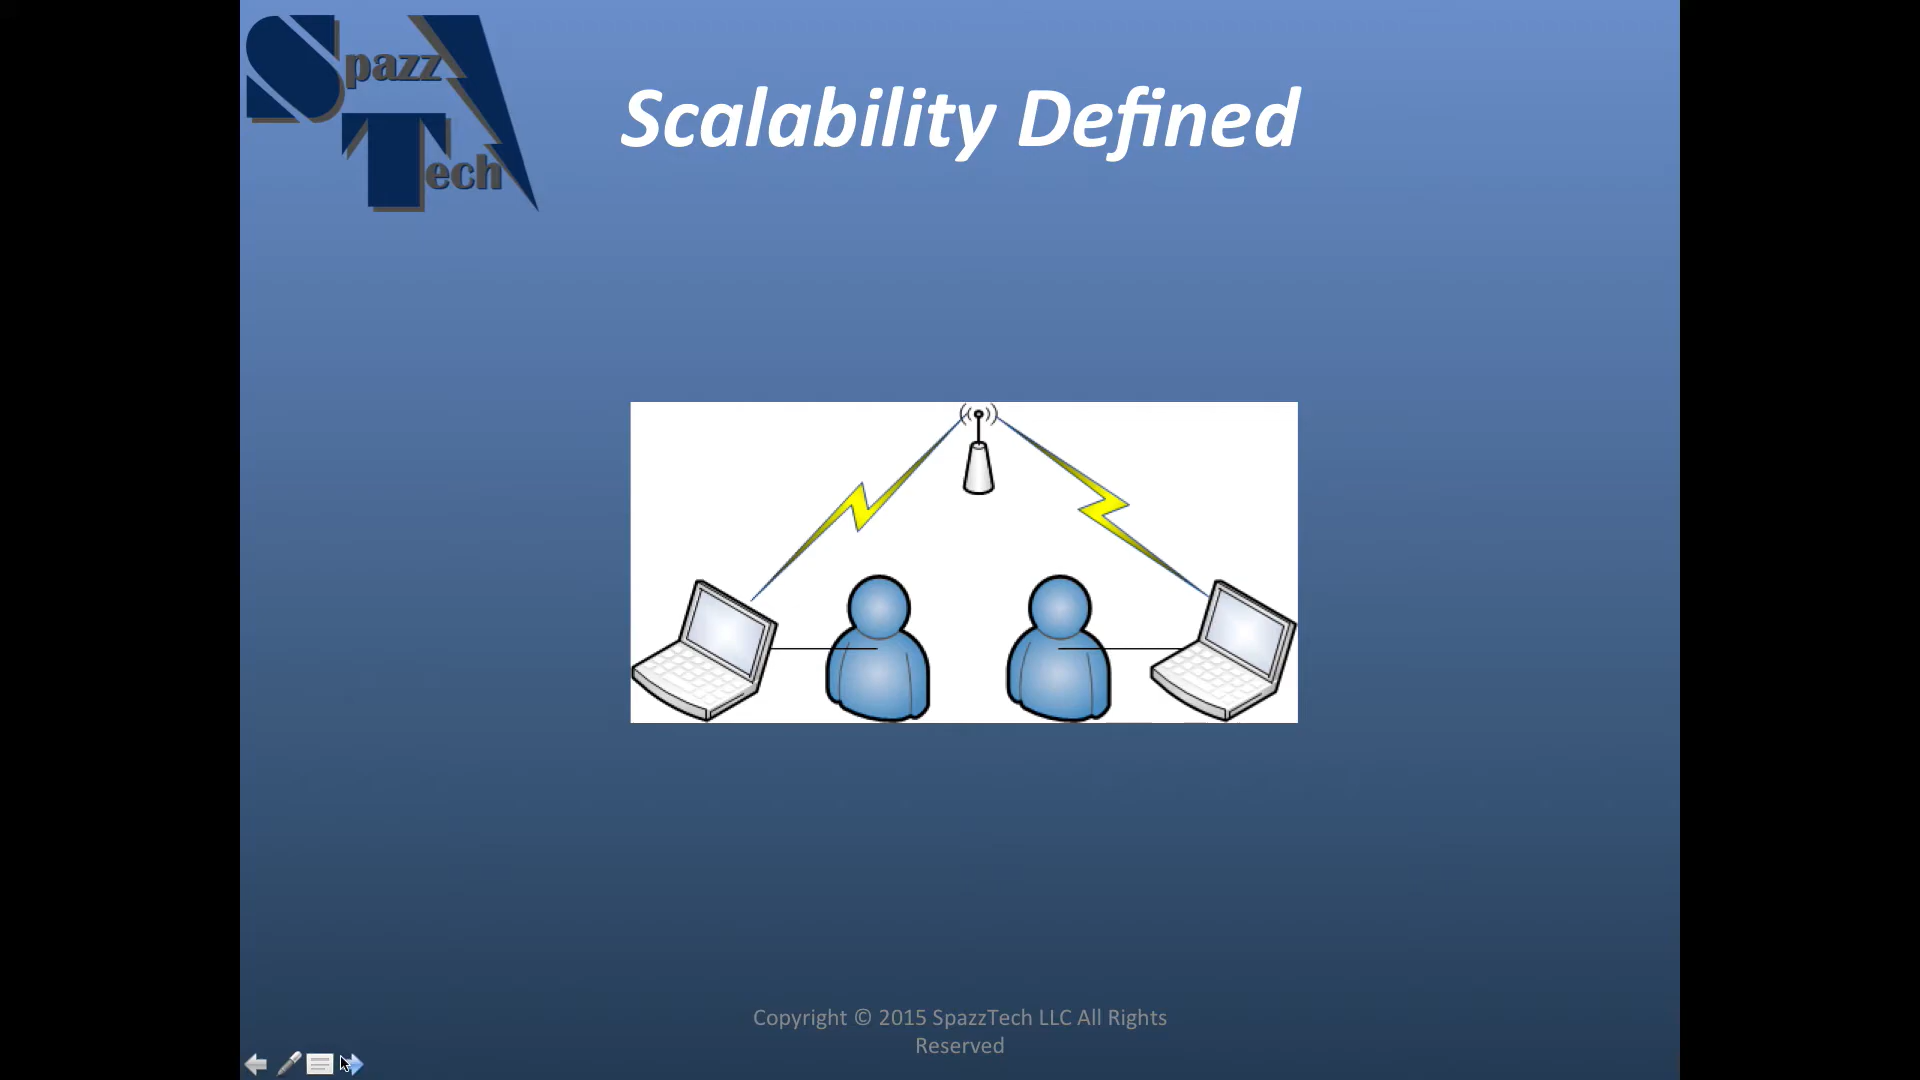 Spazz
Tech
Scalability Defined
Copyright © 2015 SpazzTech LLC All Rights
Reserved